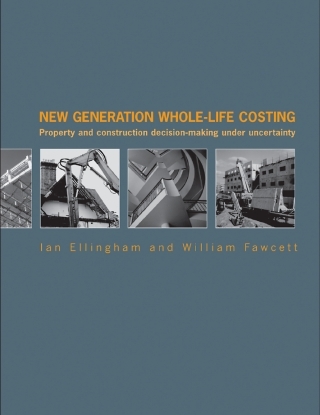 NEW GENERATION WHOLE-LIFE COSTING
Property and construction decision-making under uncertainty
Ian Ellingham and William Fawcett